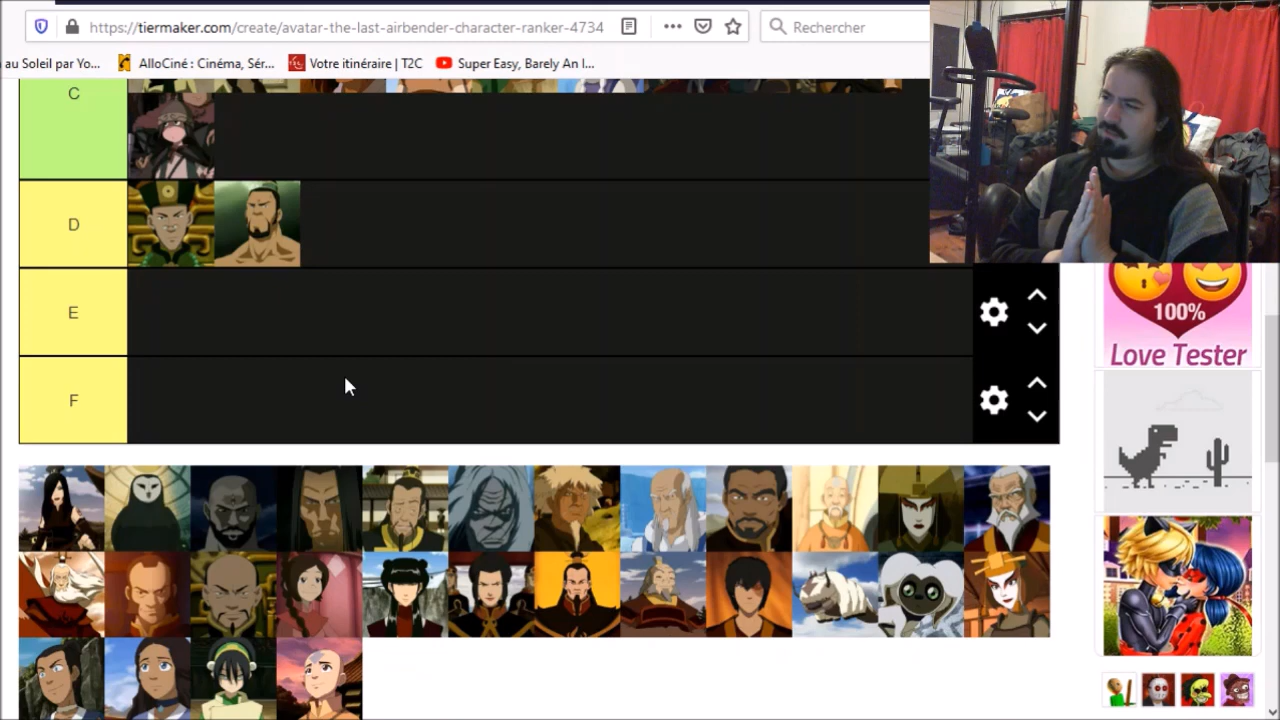 https://tiermaker.com/create/avatar-the-last-airbender-character-ranker-4734
Rechercher
au Soleil par Yo...
AlloCiné : Cinéma, Sér...
Votre itinéraire | T2C
Super Easy, Barely An I...
C
D
E
F
100%
Love Tester